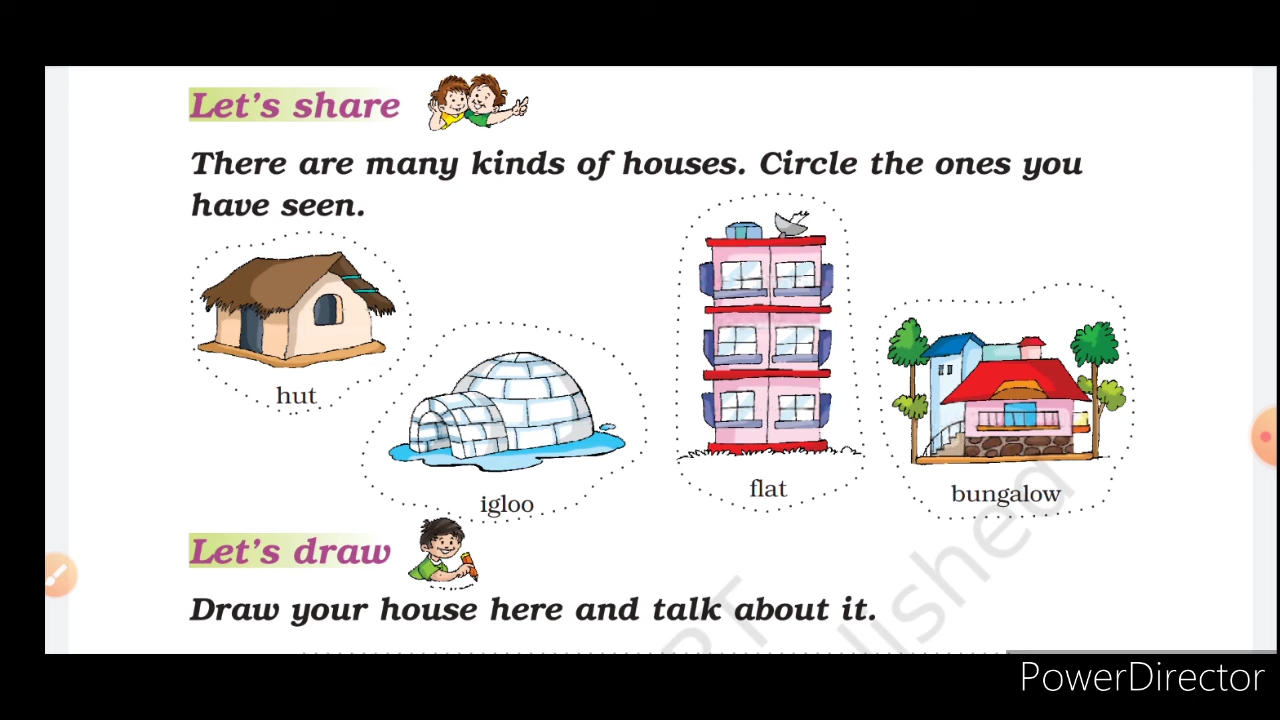 Let's share
There are many kinds of houses. Circle the ones you
have seen.
hut
igloo
flat
bungalow
Let's draw
Draw your house here and talk about it.
PowerDirector